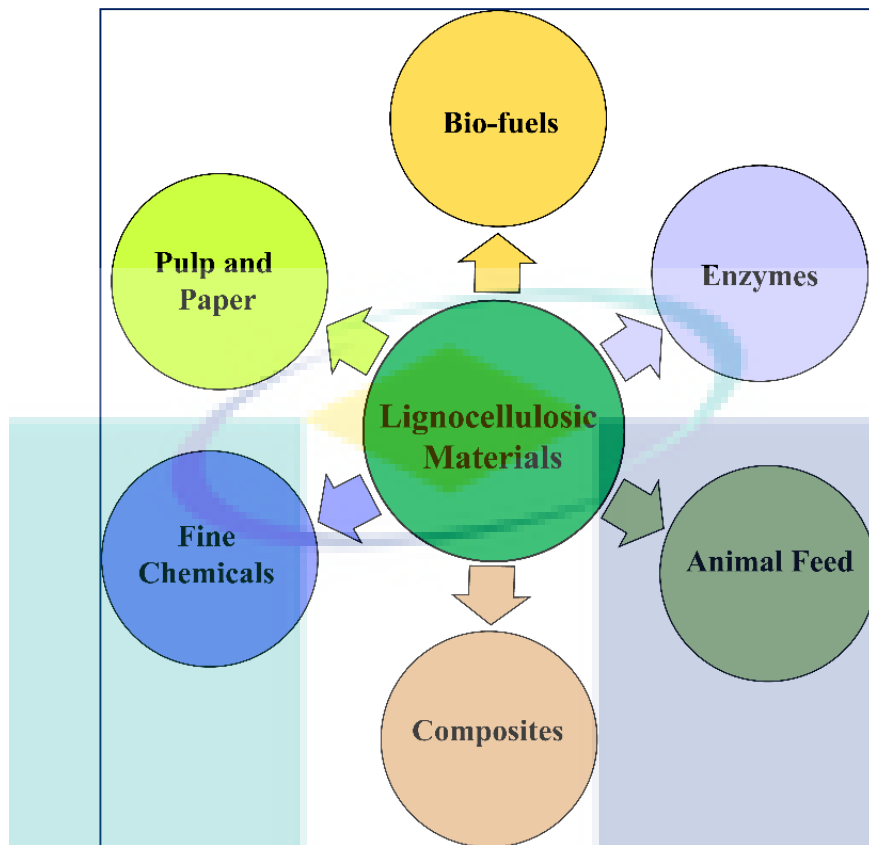 Bio-fuels
Pulp and
Paper
Enzymes
Lignocellulosic
Materials
Fine
Chemicals
Animal Feed
Composites